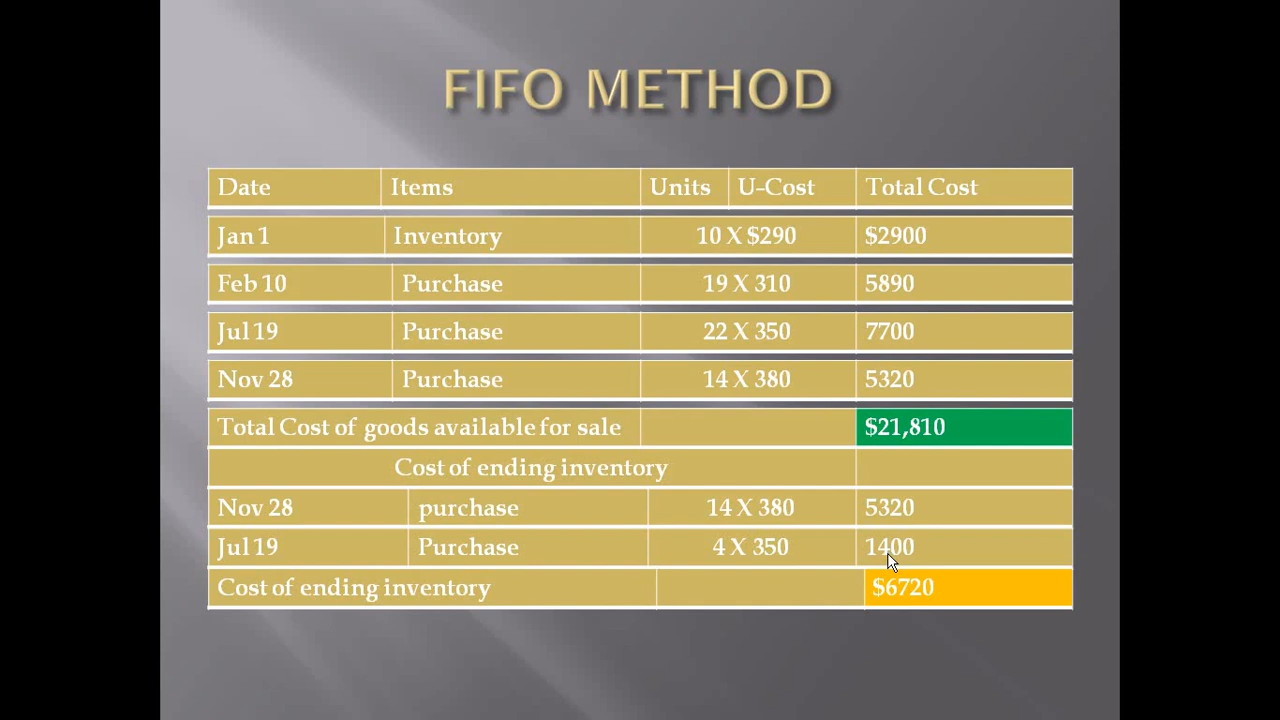 FIFO METHOD
Date Items Units U-Cost Total Cost
Jan 1 Inventory 10 X $290 $2900
Feb 10 Purchase 19 X 310 5890
Jul 19 Purchase 22 X 350 7700
Nov 28 Purchase 14 X 380 5320
Total Cost of goods available for sale $21,810
Cost of ending inventory
Nov 28 purchase 14 X 380 5320
Jul 19 Purchase 4 X 350 1400
Cost of ending inventory $6720